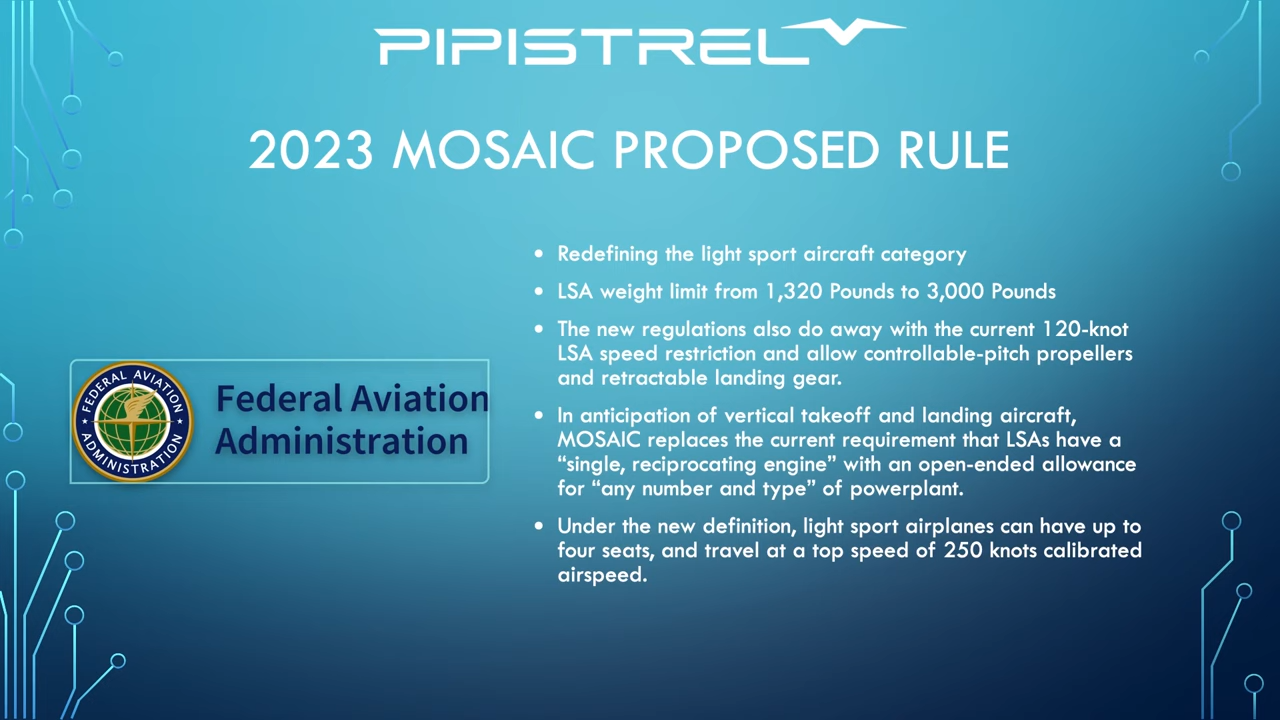 PIPISTREL
2023 MOSAIC PROPOSED RULE
FEDERAL AVIATION
ADMINISTRATION
Federal Aviation
Administration
• Redefining the light sport aircraft category
• LSA weight limit from 1,320 Pounds to 3,000 Pounds
• The new regulations also do away with the current 120-knot
LSA speed restriction and allow controllable-pitch propellers
and retractable landing gear.
• In anticipation of vertical takeoff and landing aircraft,
MOSAIC replaces the current requirement that LSAs have a
“single, reciprocating engine” with an open-ended allowance
for “any number and type” of powerplant.
• Under the new definition, light sport airplanes can have up to
four seats, and travel at a top speed of 250 knots calibrated
airspeed.